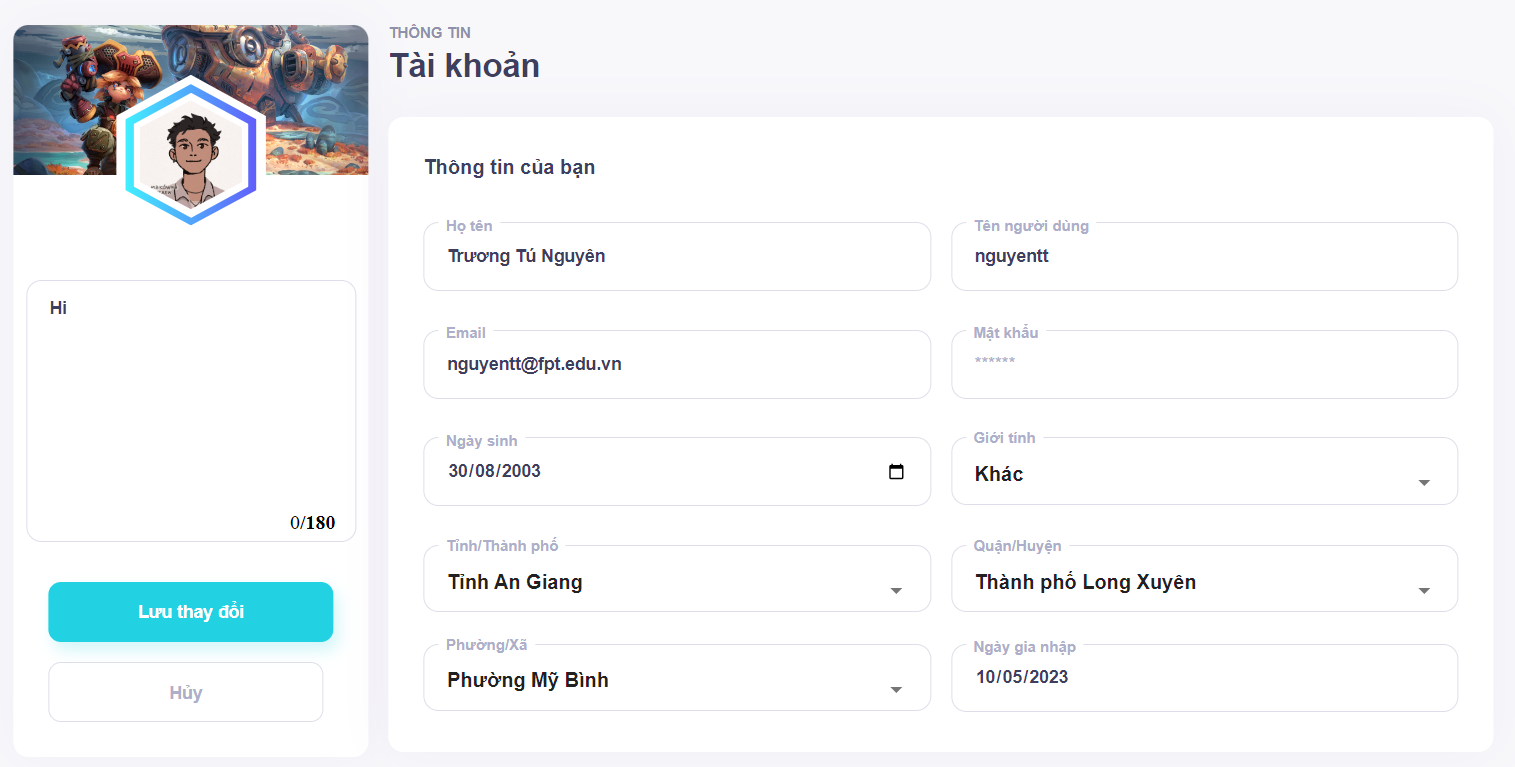 THÔNG TIN
Tài khoản
Hi
0/180
Lưu thay đổi
Hủy
Thông tin của bạn
Họ tên
Trương Tú Nguyên
Tên người dùng
nguyentt
Email
nguyentt@fpt.edu.vn
Mật khẩu
******
Ngày sinh
30/08/2003
Giới tính
Khác
Tỉnh/Thành phố
Tỉnh An Giang
Quận/Huyện
Thành phố Long Xuyên
Phường/Xã
Phường Mỹ Bình
Ngày gia nhập
10/05/2023